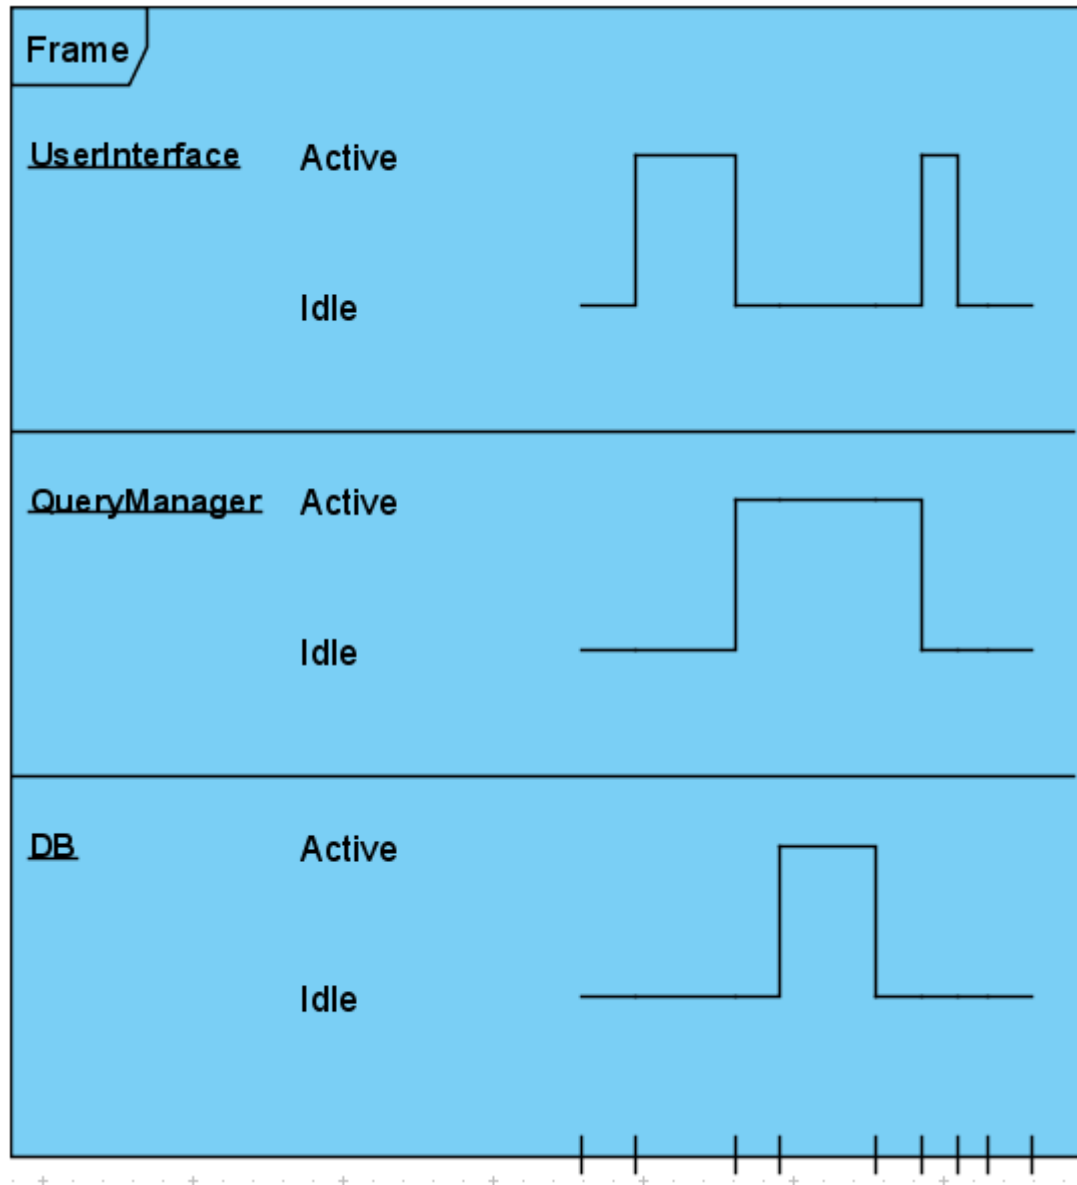 Frame
UserInterface Active
Idle
QueryManager Active
Idle
DB Active
Idle